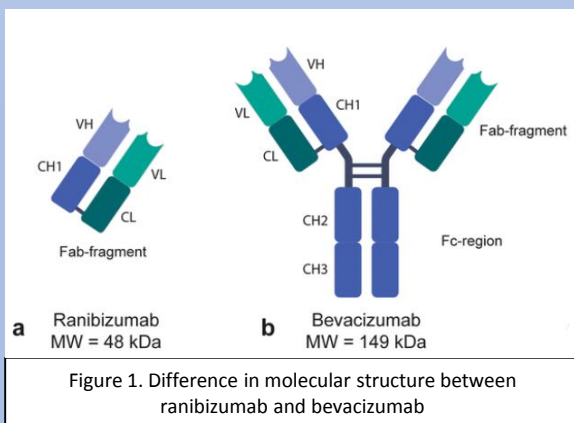 VH
CH1
VL
CL
Fab-fragment
a
Ranibizumab
MW = 48 kDa
VH
VL
CH1
CL
Fab-fragment
CH2
Fc-region
CH3
b
Bevacizumab
MW = 149 kDa
Figure 1. Difference in molecular structure between
ranibizumab and bevacizumab